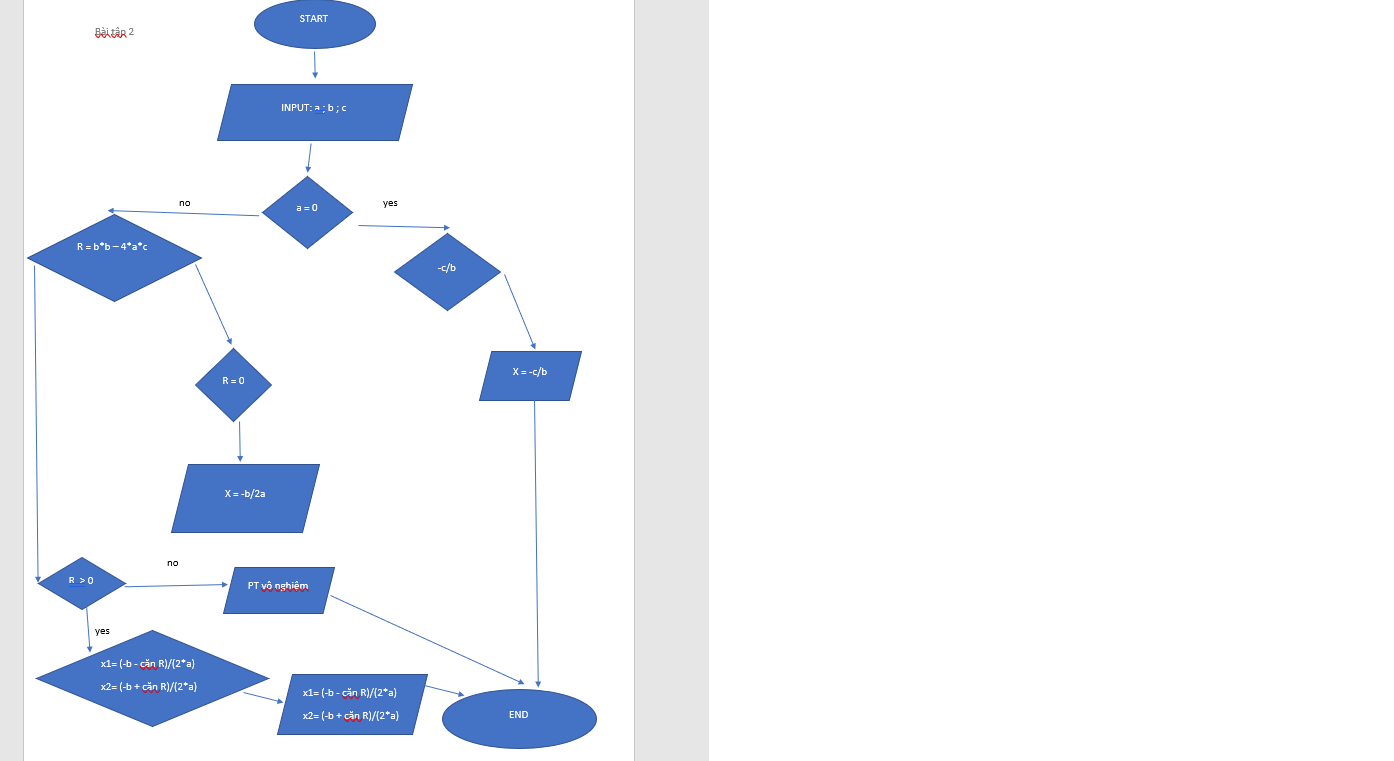 START
Bài tập 2
INPUT: a ; b ; c
no
yes
a = 0
R = b*b – 4*a*c
-c/b
X = -c/b
R = 0
X = -b/2a
no
R > 0
PT vô nghiệm
yes
x1= (-b - căn R)/(2*a)
x2= (-b + căn R)/(2*a)
x1= (-b - căn R)/(2*a)
x2= (-b + căn R)/(2*a)
END